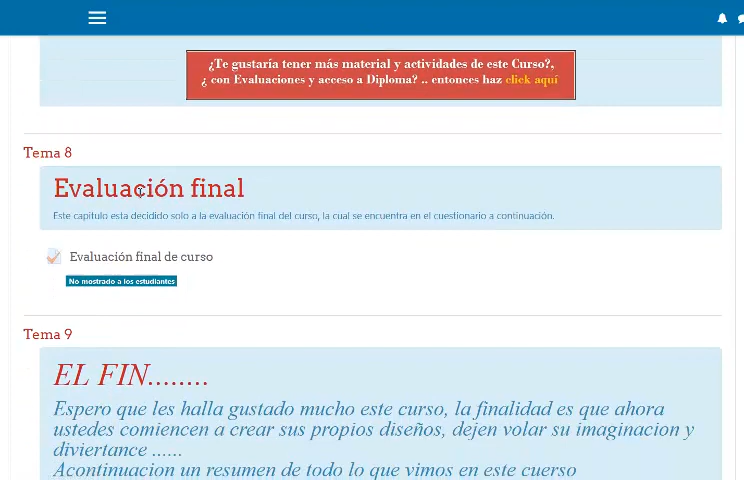 ¿Te gustaría tener más material y actividades de este Curso?,
¿ con Evaluaciones y acceso a Diploma? .. entonces haz click aquí
Tema 8
Evaluación final
Este capítulo esta decidido solo a la evaluación final del curso, la cual se encuentra en el cuestionario a continuación.
Evaluación final de curso
No mostrado a los estudiantes
Tema 9
EL FIN........
Espero que les halla gustado mucho este curso, la finalidad es que ahora
ustedes comiencen a crear sus propios diseños, dejen volar su imaginacion y
diviertance ......
Acontinuacion un resumen de todo lo que vimos en este cuerso